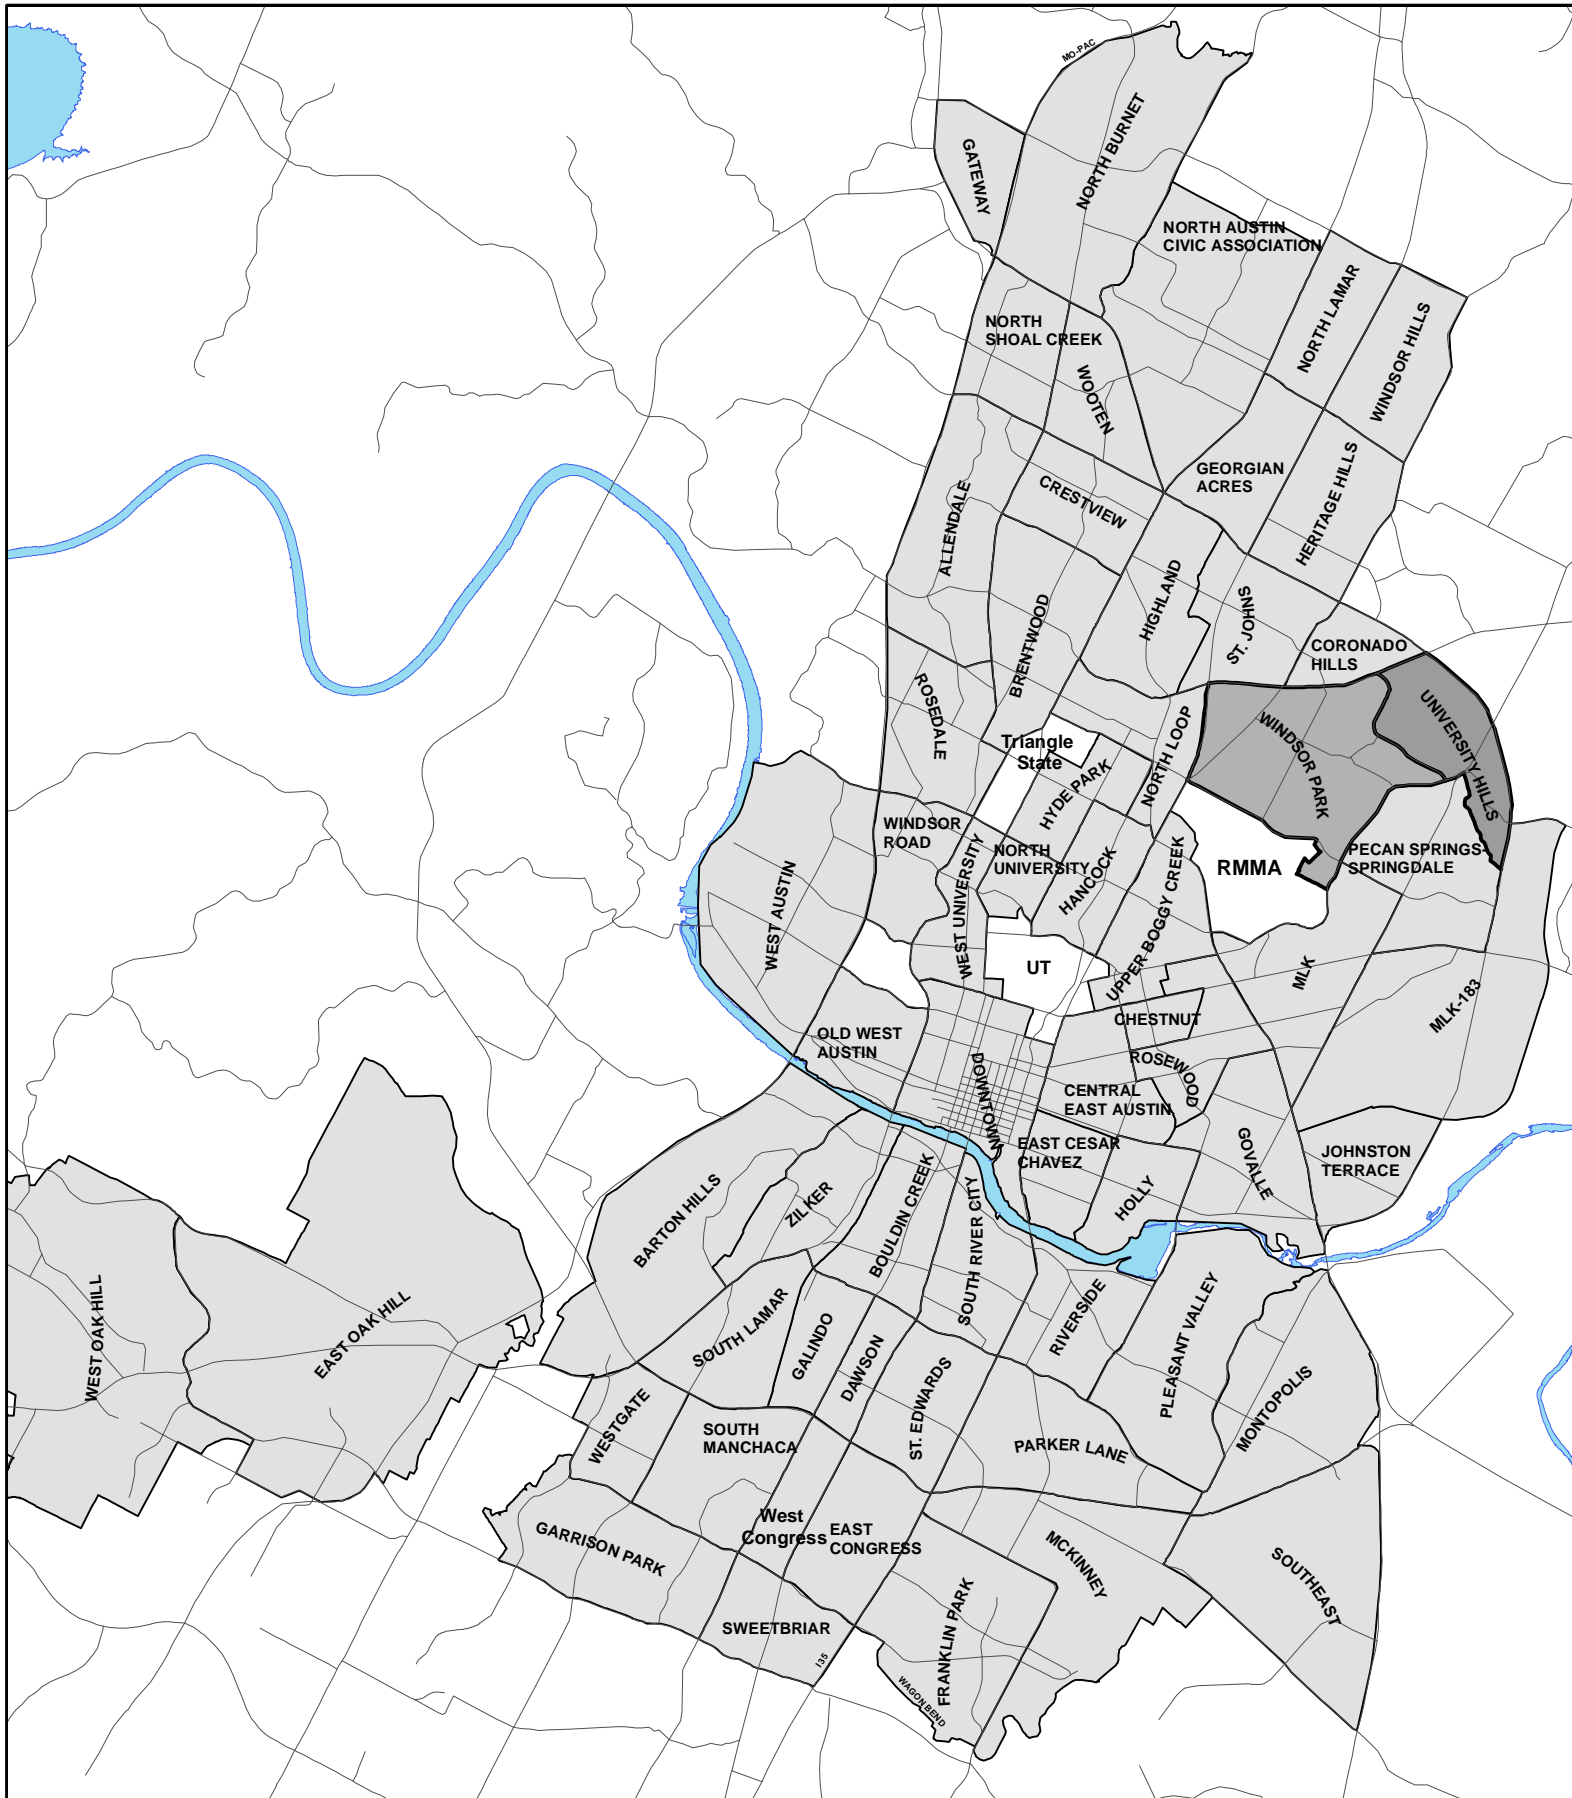 MO-PAC
GATEWAY
NORTH BURNET
NORTH AUSTIN
CIVIC ASSOCIATION
NORTH LAMAR
WINDSOR HILLS
NORTH
SHOAL CREEK
WOOTEN
GEORGIAN
ACRES
HERITAGE HILLS
ALLENDALE
CRESTVIEW
HIGHLAND
ST. JOHNS
BRENTWOOD
CORONADO
HILLS
ROSEDALE
UNIVERSITY HILLS
WINDSOR PARK
NORTH LOOP
Triangle
State
HYDE PARK
WINDSOR
ROAD
NORTH
UNIVERSITY
HANCOCK
WEST UNIVERSITY
UPPER BOGGY CREEK
RMMA
PECAN SPRINGS-
SPRINGDALE
WEST AUSTIN
UT
MLK
MLK-183
CHESTNUT
OLD WEST
AUSTIN
ROSEWOOD
DOWNTOWN
CENTRAL
EAST AUSTIN
EAST CESAR
CHAVEZ
GOVALLE
JOHNSTON
TERRACE
HOLLY
BARTON HILLS
ZILKER
BOULDIN CREEK
SOUTH RIVER CITY
WEST OAK HILL
EAST OAK HILL
SOUTH LAMAR
GALINDO
DAWSON
RIVERSIDE
PLEASANT VALLEY
ST. EDWARDS
MONTOPOLIS
WESTGATE
SOUTH
MANCHACA
PARKER LANE
West
Congress
EAST
CONGRESS
GARRISON PARK
MCKINNEY
SOUTHEAST
SWEETBRIAR
FRANKLIN PARK
I35
WAGON BEND